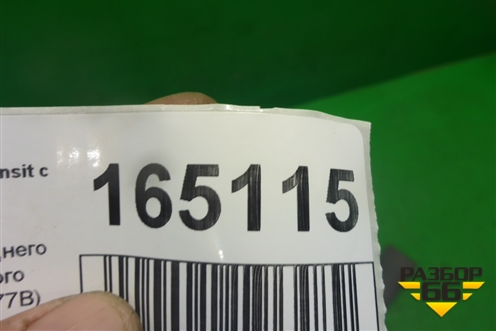 nsit с
165115
него
ого
77B)
РАЗБОР
66